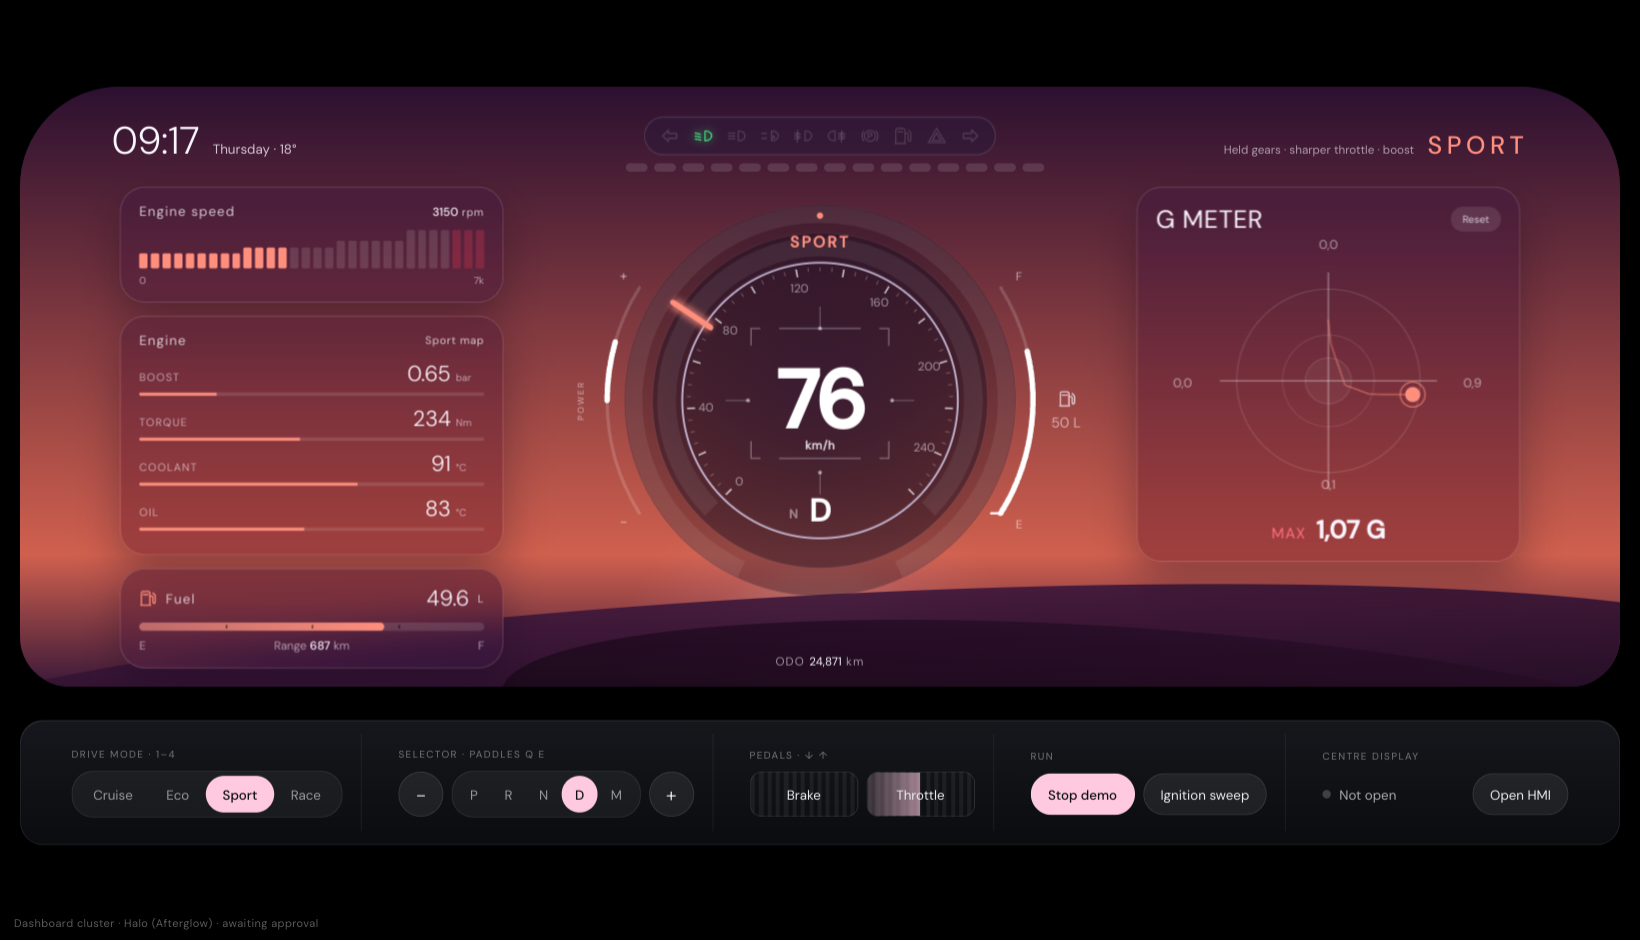 09:17 Thursday · 18°
Held gears · sharper throttle · boost SPORT
Engine speed 3150 rpm
0 7k
Engine Sport map
BOOST 0.65 bar
TORQUE 234 Nm
COOLANT 91 °C
OIL 83 °C
Fuel 49.6 L
E Range 687 km F
SPORT
0 40 80 120 160 200 240
76
km/h
N D
+
POWER
−
F
50 L
E
G METER Reset
0,0
0,0 0,9
0,1
MAX 1,07 G
ODO 24,871 km
DRIVE MODE · 1–4
Cruise Eco Sport Race
SELECTOR · PADDLES Q E
− P R N D M +
PEDALS · ↓ ↑
Brake Throttle
RUN
Stop demo Ignition sweep
CENTRE DISPLAY
Not open Open HMI
Dashboard cluster · Halo (Afterglow) · awaiting approval